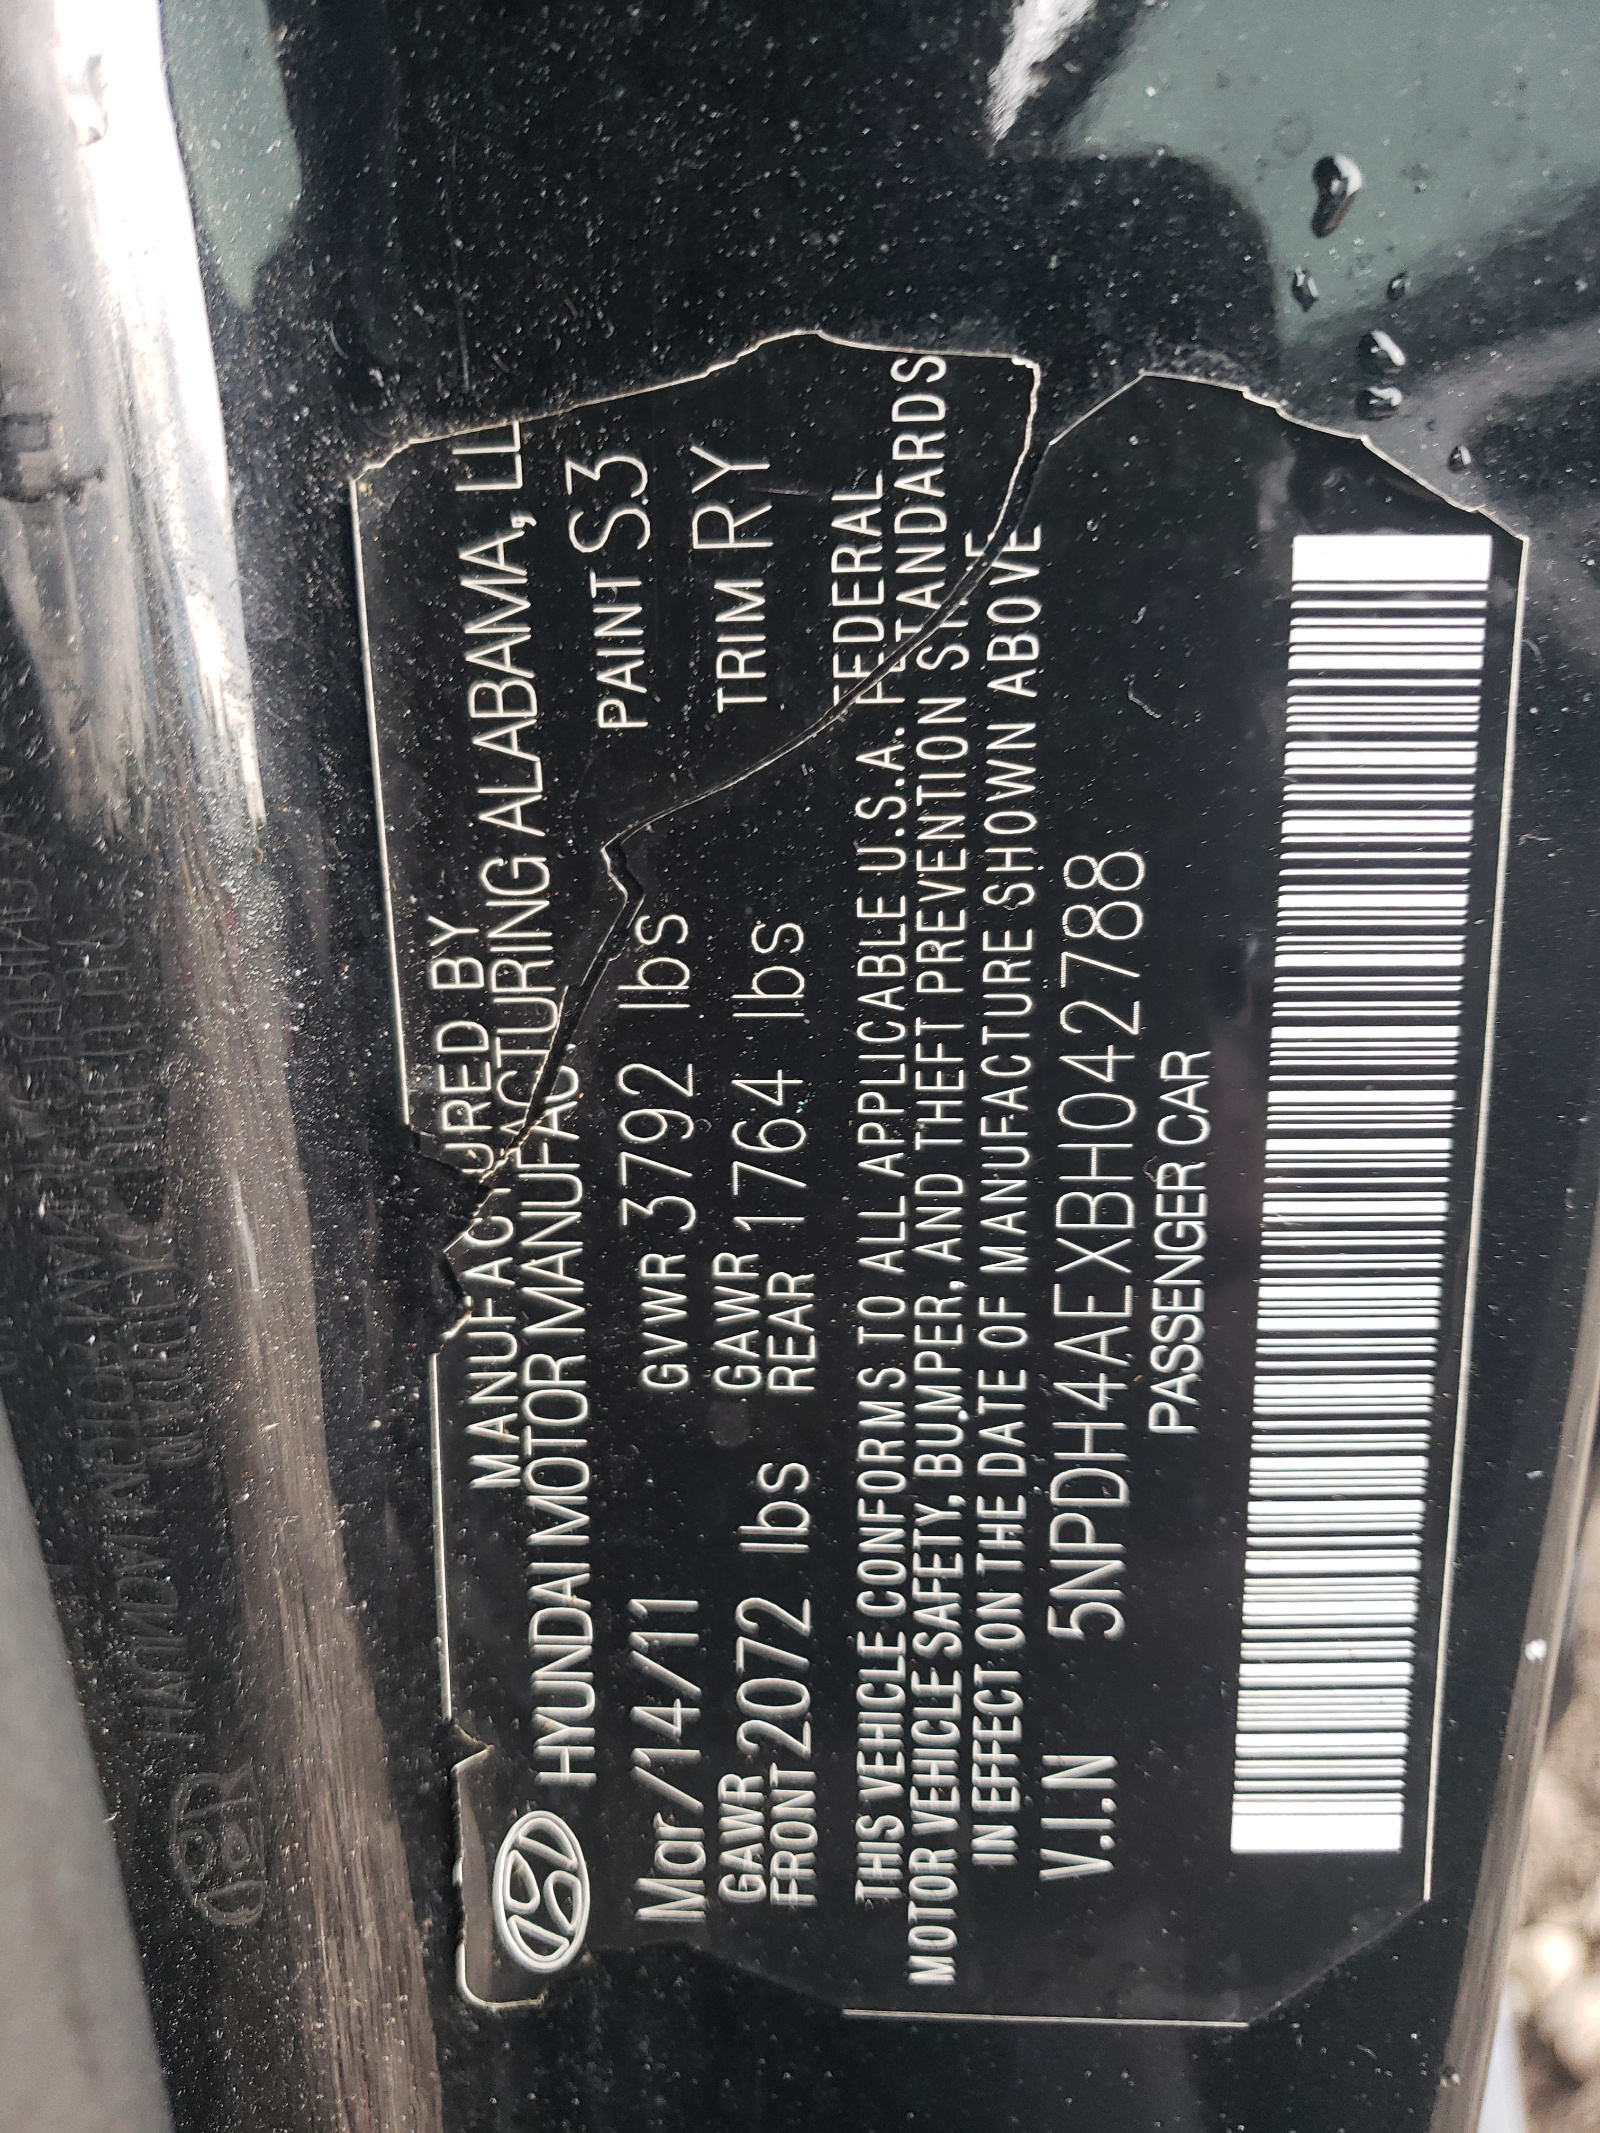 MANUFACTURED BY
HYUNDAI MOTOR MANUFACTURING ALABAMA, LL
Mar/14/11 GVWR 3792 lbs PAINT S3
GAWR FRONT 2072 lbs GAWR REAR 1764 lbs TRIM RY
THIS VEHICLE CONFORMS TO ALL APPLICABLE U.S.A. FEDERAL
MOTOR VEHICLE SAFETY, BUMPER, AND THEFT PREVENTION STANDARDS
IN EFFECT ON THE DATE OF MANUFACTURE SHOWN ABOVE
V.I.N 5NPDH4AEXBH042788
PASSENGER CAR